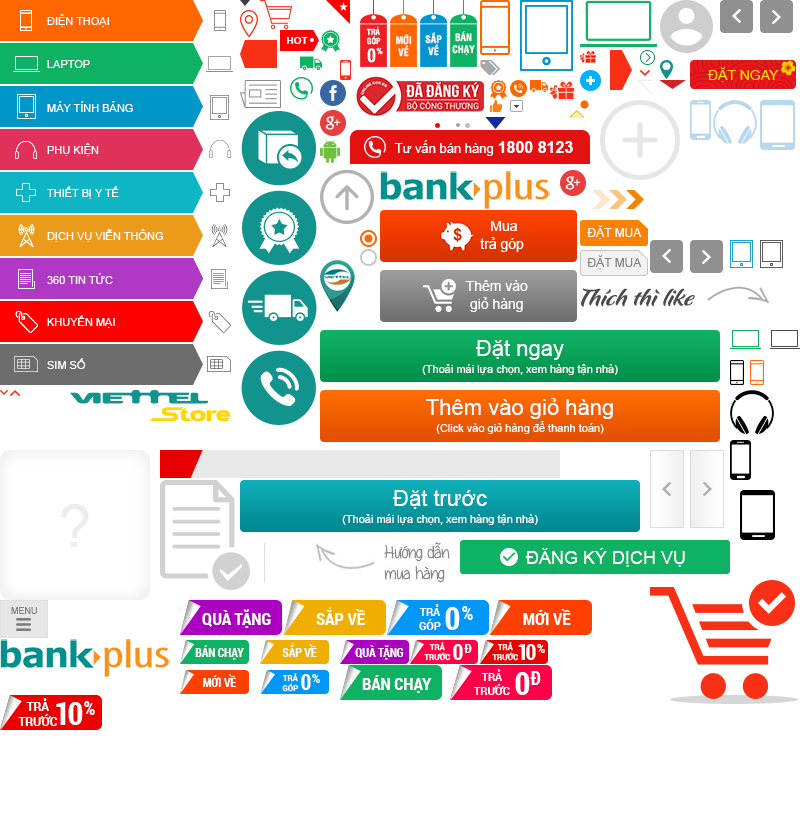 ĐIỆN THOẠI
LAPTOP
MÁY TÍNH BẢNG
PHỤ KIỆN
THIẾT BỊ Y TẾ
DỊCH VỤ VIỄN THÔNG
360 TIN TỨC
KHUYẾN MẠI
SIM SỐ
HOT
TRẢ GÓP 0%
MỚI VỀ
SẮP VỀ
BÁN CHẠY
ĐẶT NGAY
ĐÃ ĐĂNG KÝ
BỘ CÔNG THƯƠNG
g+
f
Tư vấn bán hàng 1800 8123
bankplus
g+
Mua
trả góp
ĐẶT MUA
ĐẶT MUA
Thêm vào
giỏ hàng
Thích thì like
VIETTEL
Đặt ngay
(Thoải mái lựa chọn, xem hàng tận nhà)
Thêm vào giỏ hàng
(Click vào giỏ hàng để thanh toán)
VIETTEL
Store
?
Đặt trước
(Thoải mái lựa chọn, xem hàng tận nhà)
Hướng dẫn
mua hàng
ĐĂNG KÝ DỊCH VỤ
MENU
QUÀ TẶNG
SẮP VỀ
TRẢ GÓP 0%
MỚI VỀ
bankplus
BÁN CHẠY
SẮP VỀ
QUÀ TẶNG
TRẢ TRƯỚC 0Đ
TRẢ TRƯỚC 10%
MỚI VỀ
TRẢ GÓP 0%
BÁN CHẠY
TRẢ TRƯỚC 0Đ
TRẢ TRƯỚC 10%